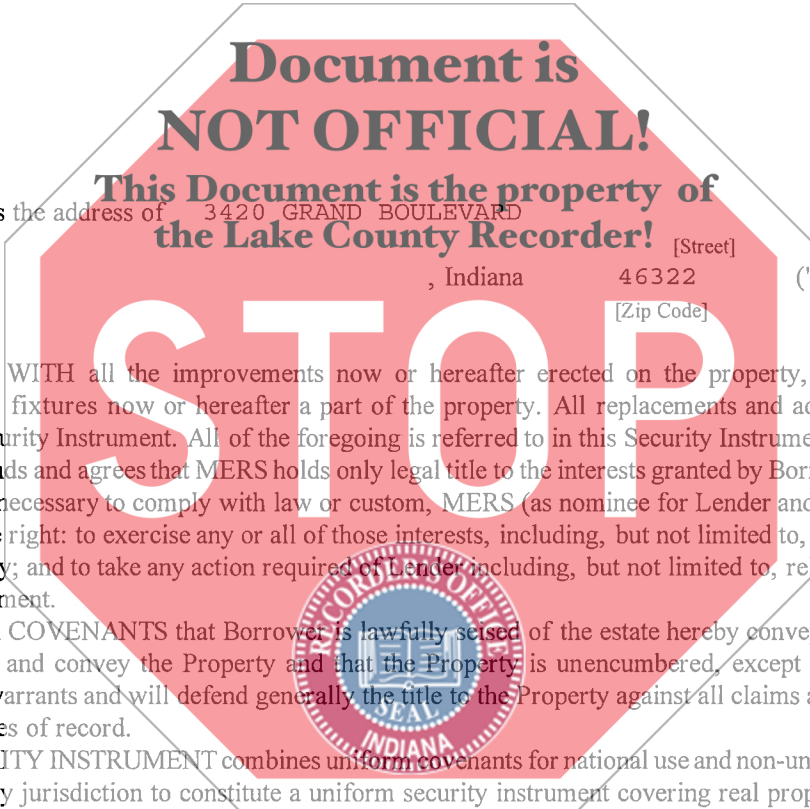 Document is
NOT OFFICIAL!
This Document is the property of
the address of 3420 GRAND BOULEVARD
the Lake County Recorder!
[Street]
, Indiana 46322 ("
[Zip Code]
STOP
WITH all the improvements now or hereafter erected on the property,
fixtures now or hereafter a part of the property. All replacements and ad
urity Instrument. All of the foregoing is referred to in this Security Instrume
ds and agrees that MERS holds only legal title to the interests granted by Bor
necessary to comply with law or custom, MERS (as nominee for Lender and
right: to exercise any or all of those interests, including, but not limited to,
y; and to take any action required of Lender including, but not limited to, re
ment.
COVENANTS that Borrower is lawfully seised of the estate hereby conve
and convey the Property and that the Property is unencumbered, except
warrants and will defend generally the title to the Property against all claims a
es of record.
ITY INSTRUMENT combines uniform covenants for national use and non-un
y jurisdiction to constitute a uniform security instrument covering real prop
RECORDER'S OFFICE
SEAL
INDIANA